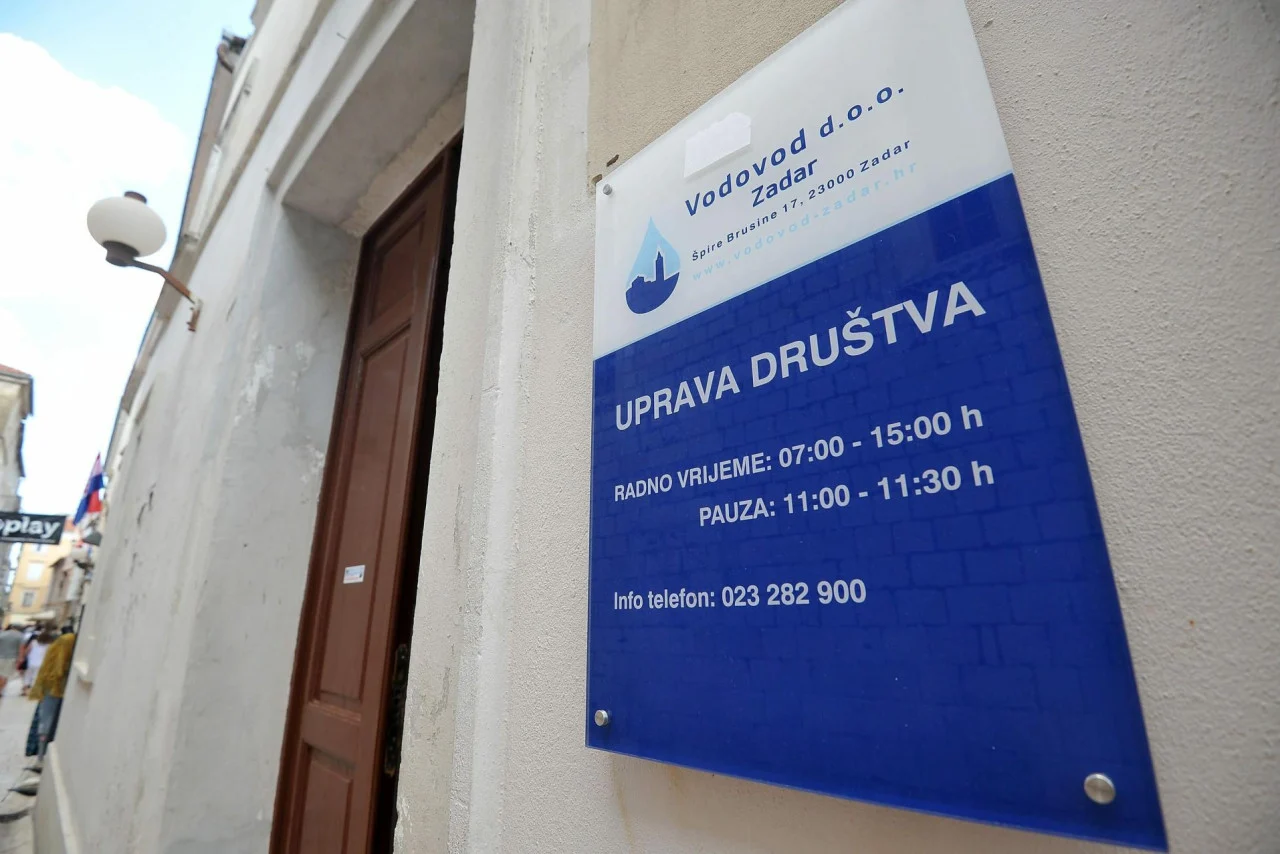 Vodovod d.o.o.
Zadar
Špire Brusine 17, 23000 Zadar
www.vodovod-zadar.hr
UPRAVA DRUŠTVA
RADNO VRIJEME: 07:00 - 15:00 h
PAUZA: 11:00 - 11:30 h
Info telefon: 023 282 900
play